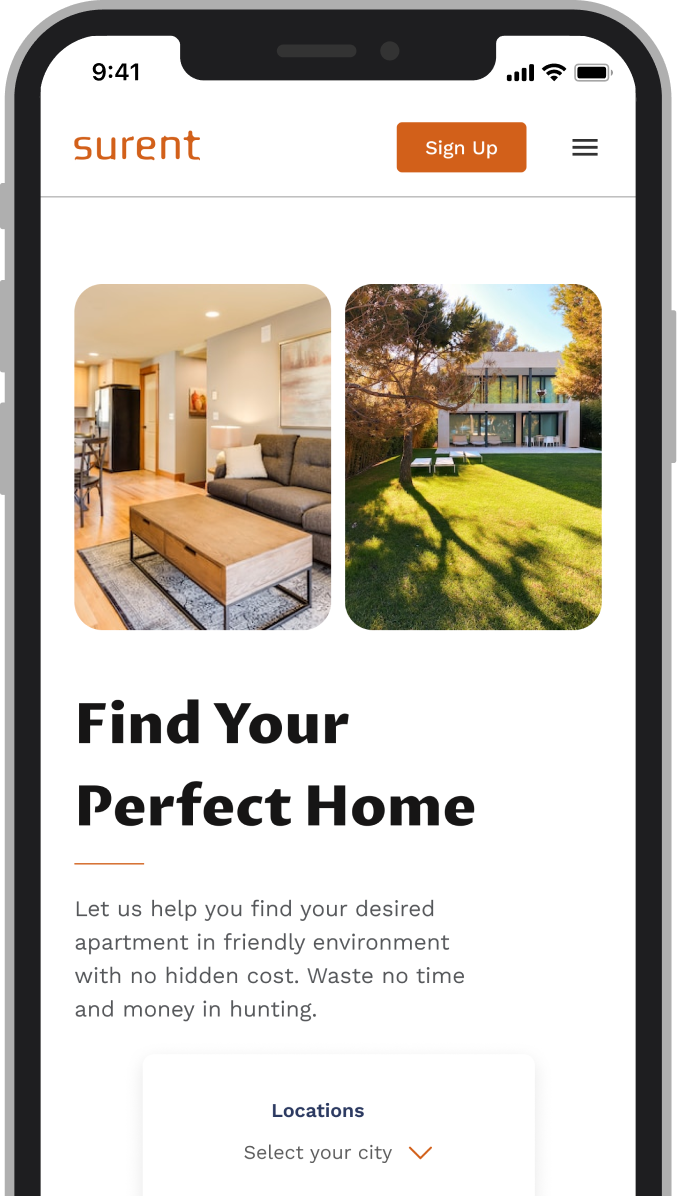 9:41
surent
Sign Up
Find Your
Perfect Home
Let us help you find your desired
apartment in friendly environment
with no hidden cost. Waste no time
and money in hunting.
Locations
Select your city